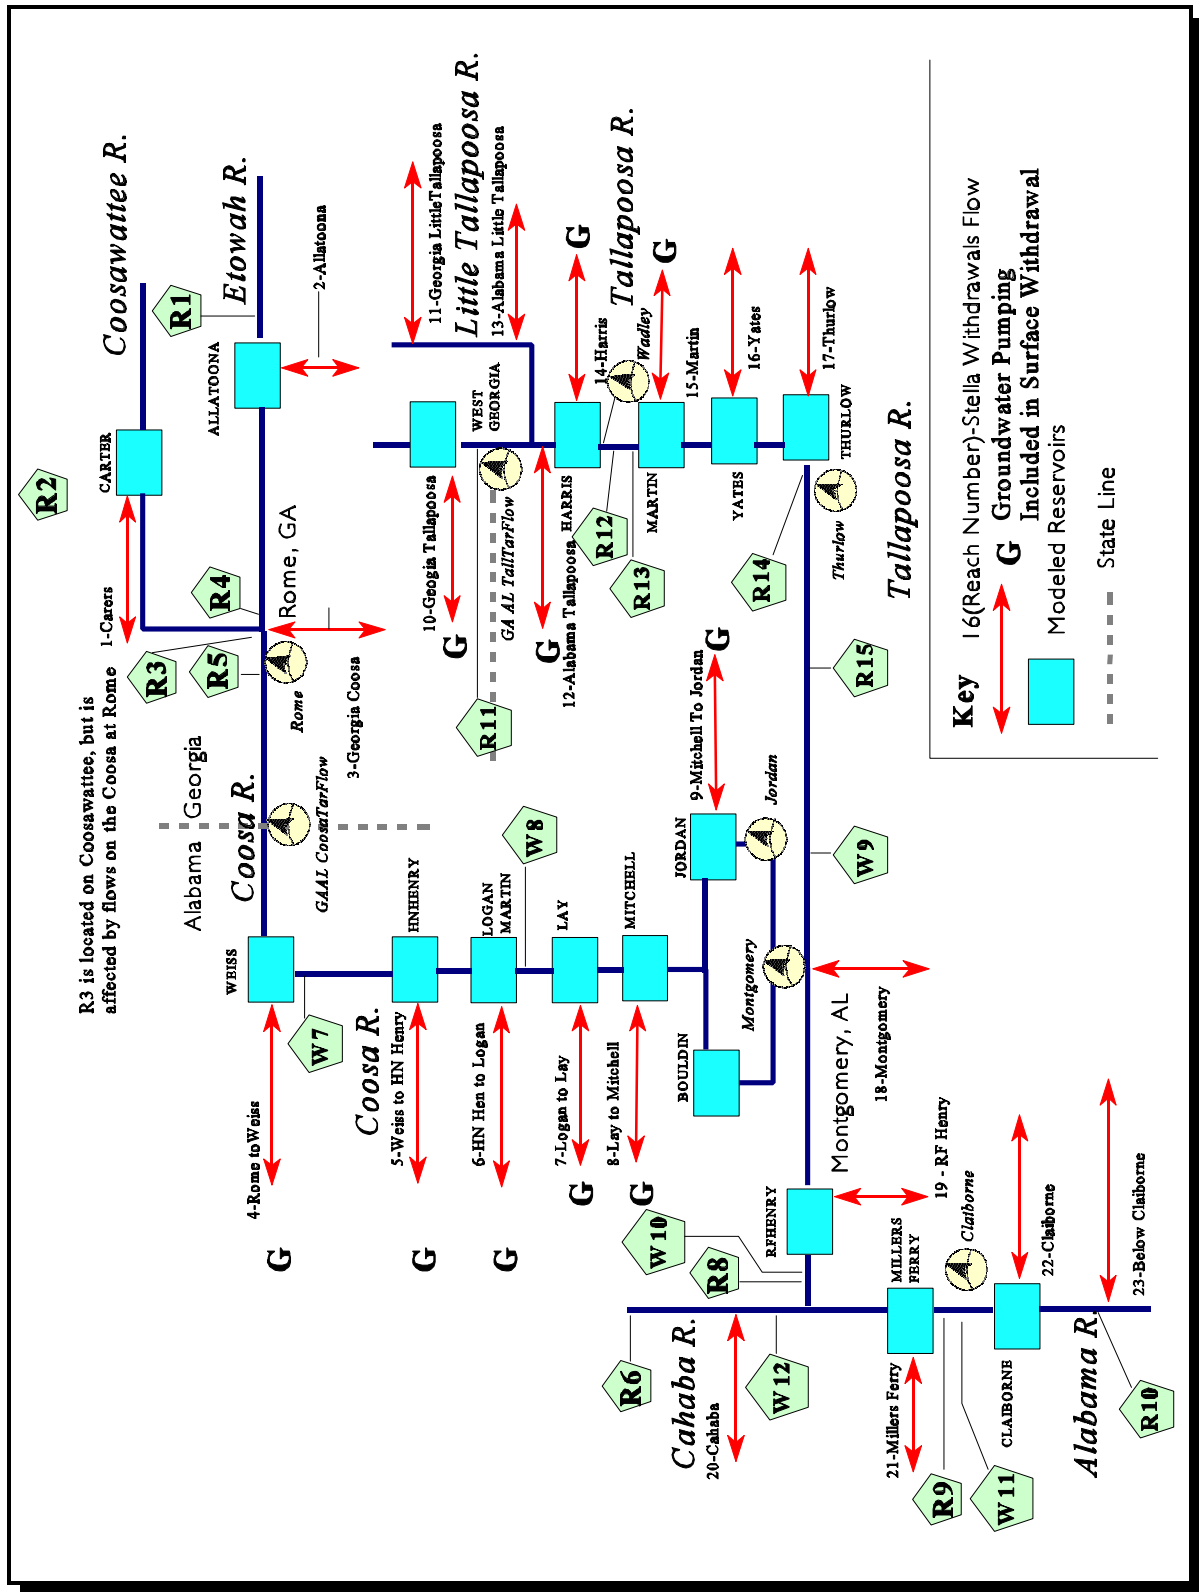 R3 is located on Coosawattee, but is
affected by flows on the Coosa at Rome
R2
Coosawattee R.
CARTER
1-Carers
R3
R1
Etowah R.
ALLATOONA
2-Allatoona
R4
R5
Rome, GA
Rome
3-Georgia Coosa
Alabama Georgia
Coosa R.
GAAL CoosaTarFlow
WEISS
W7
4-Rome toWeiss
G
HNHENRY
Coosa R.
5-Weiss to HN Henry
G
LOGAN
MARTIN
6-HN Hen to Logan
G
W8
LAY
7-Logan to Lay
G
MITCHELL
8-Lay to Mitchell
G
JORDAN
9-Mitchell To Jordan
G
Jordan
BOULDIN
Montgomery
11-Georgia LittleTallapoosa
Little Tallapoosa R.
13-Alabama Little Tallapoosa
WEST
GEORGIA
10-Geogia Tallapoosa
G
GA AL TallTarFlow
R11
12-Alabama Tallapoosa
G
HARRIS
14-Harris
G
Tallapoosa R.
Wadley
R12
R13
MARTIN
15-Martin
G
YATES
16-Yates
THURLOW
17-Thurlow
Thurlow
R14
Tallapoosa R.
R15
W9
Montgomery, AL
18-Montgomery
RFHENRY
19 - RF Henry
W10
R8
R6
Cahaba R.
20-Cahaba
W12
MILLERS
FERRY
21-Millers Ferry
Claiborne
R9
W11
CLAIBORNE
22-Claiborne
Alabama R.
23-Below Claiborne
R10
Key
16(Reach Number)-Stella Withdrawals Flow
G Groundwater Pumping
Included in Surface Withdrawal
Modeled Reservoirs
State Line